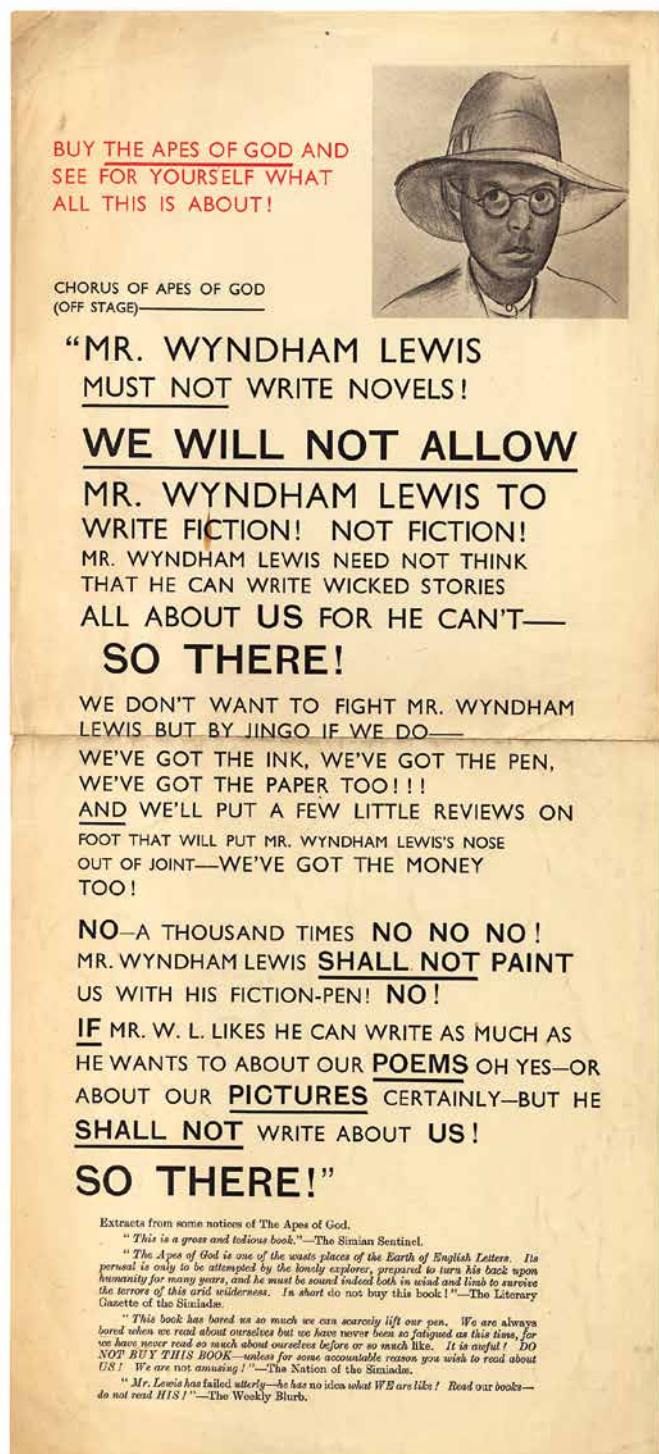 BUY THE APES OF GOD AND
SEE FOR YOURSELF WHAT
ALL THIS IS ABOUT!
CHORUS OF APES OF GOD
(OFF STAGE)—
"MR. WYNDHAM LEWIS
MUST NOT WRITE NOVELS!
WE WILL NOT ALLOW
MR. WYNDHAM LEWIS TO
WRITE FICTION! NOT FICTION!
MR. WYNDHAM LEWIS NEED NOT THINK
THAT HE CAN WRITE WICKED STORIES
ALL ABOUT US FOR HE CAN'T—
SO THERE!
WE DON'T WANT TO FIGHT MR. WYNDHAM
LEWIS BUT BY JINGO IF WE DO—
WE'VE GOT THE INK, WE'VE GOT THE PEN,
WE'VE GOT THE PAPER TOO!!!
AND WE'LL PUT A FEW LITTLE REVIEWS ON
FOOT THAT WILL PUT MR. WYNDHAM LEWIS'S NOSE
OUT OF JOINT—WE'VE GOT THE MONEY
TOO!
NO—A THOUSAND TIMES NO NO NO!
MR. WYNDHAM LEWIS SHALL NOT PAINT
US WITH HIS FICTION-PEN! NO!
IF MR. W. L. LIKES HE CAN WRITE AS MUCH AS
HE WANTS TO ABOUT OUR POEMS OH YES—OR
ABOUT OUR PICTURES CERTAINLY—BUT HE
SHALL NOT WRITE ABOUT US!
SO THERE!"
Extracts from some notices of The Apes of God.
"This is a gross and tedious book."—The Simian Sentinel.
"The Apes of God is one of the waste places of the Earth of English Letters. Its
perusal is only to be attempted by the lonely explorer, prepared to turn his back upon
humanity for many years, and he must be sound indeed both in wind and limb to survive
the terrors of this arid wilderness. In short do not buy this book!"—The Literary
Gazette of the Simiadæ.
"This book has bored us so much we can scarcely lift our pen. We are always
bored when we read about ourselves but we have never been so fatigued as this time, for
we have never read so much about ourselves before or so much like. It is awful! DO
NOT BUY THIS BOOK—unless for some accountable reason you wish to read about
US! We are not amusing!"—The Nation of the Simiadæ.
"Mr. Lewis has failed utterly—he has no idea what WE are like! Read our books—
do not read HIS!"—The Weekly Blurb.